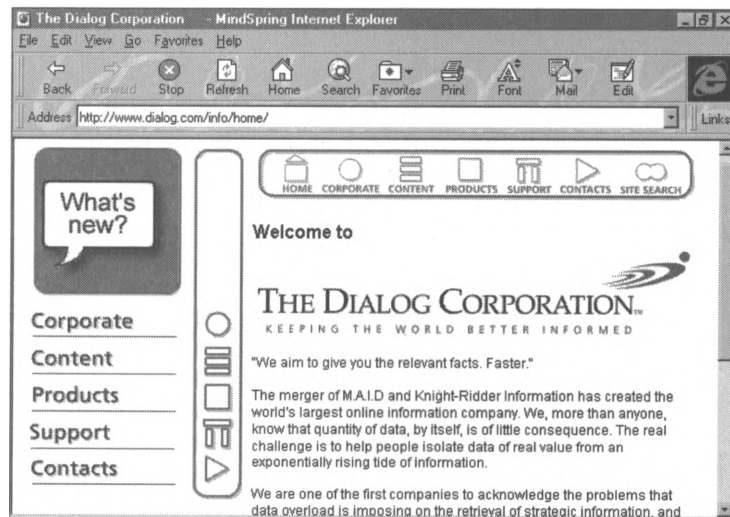 The Dialog Corporation - MindSpring Internet Explorer
File Edit View Go Favorites Help
Back Forward Stop Refresh Home Search Favorites Print Font Mail Edit
Address http://www.dialog.com/info/home/ Links
What's
new?
HOME CORPORATE CONTENT PRODUCTS SUPPORT CONTACTS SITE SEARCH
Welcome to
THE DIALOG CORPORATION™
KEEPING THE WORLD BETTER INFORMED
Corporate
Content
Products
Support
Contacts
"We aim to give you the relevant facts. Faster."
The merger of M.A.I.D and Knight-Ridder Information has created the
world's largest online information company. We, more than anyone,
know that quantity of data, by itself, is of little consequence. The real
challenge is to help people isolate data of real value from an
exponentially rising tide of information.
We are one of the first companies to acknowledge the problems that
data overload is imposing on the retrieval of strategic information, and